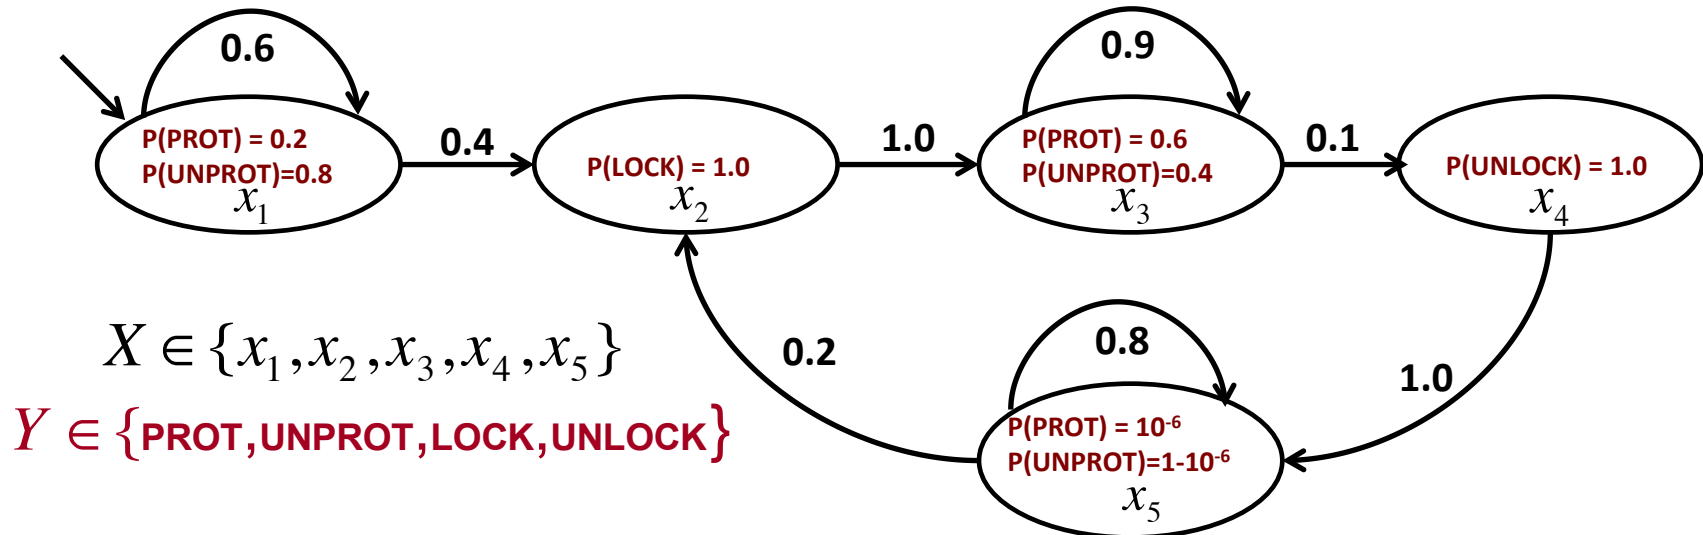 0.6
P(PROT) = 0.2
P(UNPROT)=0.8
x₁
0.4
P(LOCK) = 1.0
x₂
1.0
0.9
P(PROT) = 0.6
P(UNPROT)=0.4
x₃
0.1
P(UNLOCK) = 1.0
x₄
X ∈ {x₁, x₂, x₃, x₄, x₅}
Y ∈ {PROT,UNPROT,LOCK,UNLOCK}
0.2
0.8
P(PROT) = 10⁻⁶
P(UNPROT)=1-10⁻⁶
x₅
1.0